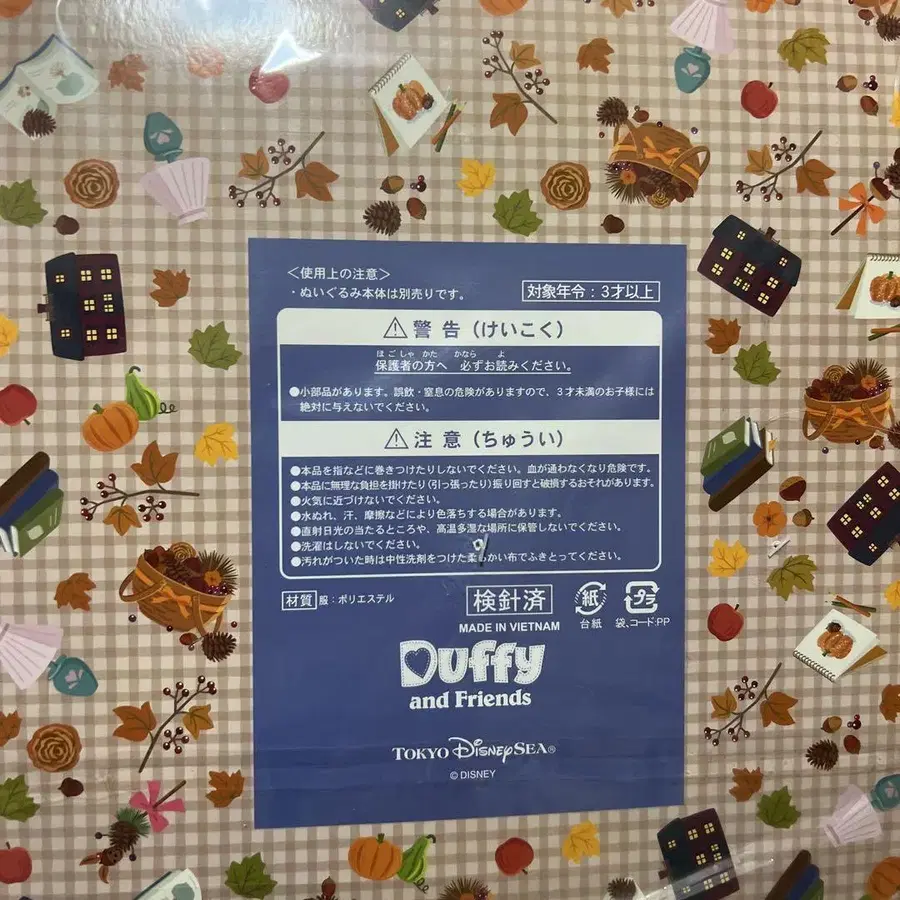 <使用上の注意>
・ぬいぐるみ本体は別売りです。
対象年令：3才以上
⚠警告（けいこく）
ほごしゃ かた かなら よ
保護者の方へ 必ずお読みください。
●小部品があります。誤飲・窒息の危険がありますので、3才未満のお子様には
絶対に与えないでください。
⚠注意（ちゅうい）
●本品を指などに巻きつけたりしないでください。血が通わなくなり危険です。
●本品に無理な負担を掛けたり（引っ張ったり）振り回すと破損するおそれがあります。
●火気に近づけないでください。
●水ぬれ、汗、摩擦などにより色落ちする場合があります。
●直射日光の当たるところや、高温多湿な場所に保管しないでください。
●洗濯はしないでください。
●汚れがついた時は中性洗剤をつけた柔らかい布でふきとってください。
材質 服：ポリエステル
検針済
紙
プラ
台紙
袋、コード:PP
MADE IN VIETNAM
Duffy
and Friends
TOKYO DISNEYSEA®
© DISNEY